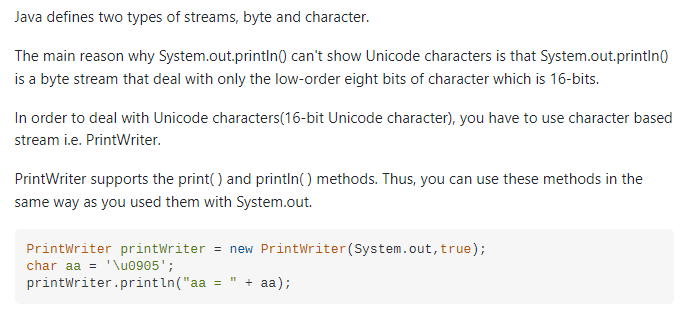 Java defines two types of streams, byte and character.
The main reason why System.out.println() can't show Unicode characters is that System.out.println()
is a byte stream that deal with only the low-order eight bits of character which is 16-bits.
In order to deal with Unicode characters(16-bit Unicode character), you have to use character based
stream i.e. PrintWriter.
PrintWriter supports the print( ) and println( ) methods. Thus, you can use these methods in the
same way as you used them with System.out.
PrintWriter printWriter = new PrintWriter(System.out,true);
char aa = '\u0905';
printWriter.println("aa = " + aa);